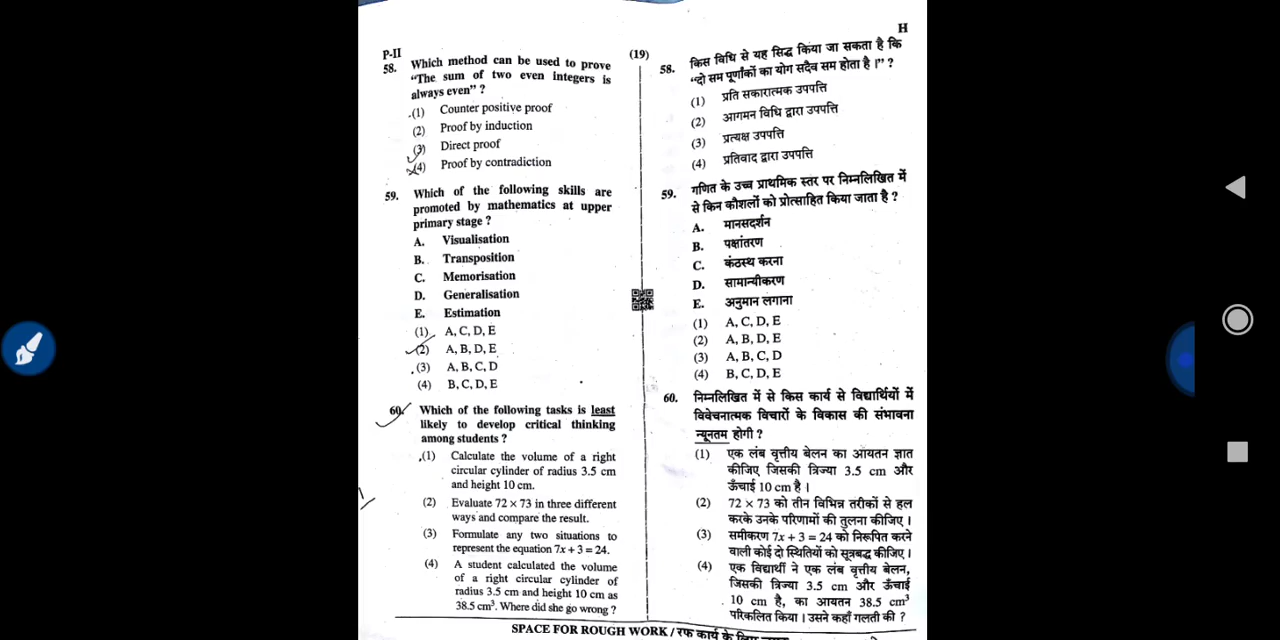 P-II
(19)
H
58. Which method can be used to prove
“The sum of two even integers is
always even” ?
(1) Counter positive proof
(2) Proof by induction
(3) Direct proof
(4) Proof by contradiction
59. Which of the following skills are
promoted by mathematics at upper
primary stage ?
A. Visualisation
B. Transposition
C. Memorisation
D. Generalisation
E. Estimation
(1) A, C, D, E
(2) A, B, D, E
(3) A, B, C, D
(4) B, C, D, E
60. Which of the following tasks is least
likely to develop critical thinking
among students ?
(1) Calculate the volume of a right
circular cylinder of radius 3.5 cm
and height 10 cm.
(2) Evaluate 72 × 73 in three different
ways and compare the result.
(3) Formulate any two situations to
represent the equation 7x + 3 = 24.
(4) A student calculated the volume
of a right circular cylinder of
radius 3.5 cm and height 10 cm as
38.5 cm³. Where did she go wrong ?
58. किस विधि से यह सिद्ध किया जा सकता है कि
“दो सम पूर्णांकों का योग सदैव सम होता है ।” ?
(1) प्रति सकारात्मक उपपत्ति
(2) आगमन विधि द्वारा उपपत्ति
(3) प्रत्यक्ष उपपत्ति
(4) प्रतिवाद द्वारा उपपत्ति
59. गणित के उच्च प्राथमिक स्तर पर निम्नलिखित में
से किन कौशलों को प्रोत्साहित किया जाता है ?
A. मानसदर्शन
B. पक्षांतरण
C. कंठस्थ करना
D. सामान्यीकरण
E. अनुमान लगाना
(1) A, C, D, E
(2) A, B, D, E
(3) A, B, C, D
(4) B, C, D, E
60. निम्नलिखित में से किस कार्य से विद्यार्थियों में
विवेचनात्मक विचारों के विकास की संभावना
न्यूनतम होगी ?
(1) एक लंब वृत्तीय बेलन का आयतन ज्ञात
कीजिए जिसकी त्रिज्या 3.5 cm और
ऊँचाई 10 cm है ।
(2) 72 × 73 को तीन विभिन्न तरीकों से हल
करके उनके परिणामों की तुलना कीजिए ।
(3) समीकरण 7x + 3 = 24 को निरूपित करने
वाली कोई दो स्थितियों को सूत्रबद्ध कीजिए ।
(4) एक विद्यार्थी ने एक लंब वृत्तीय बेलन,
जिसकी त्रिज्या 3.5 cm और ऊँचाई
10 cm है, का आयतन 38.5 cm³
परिकलित किया । उसने कहाँ गलती की ?
SPACE FOR ROUGH WORK / रफ कार्य के लिए